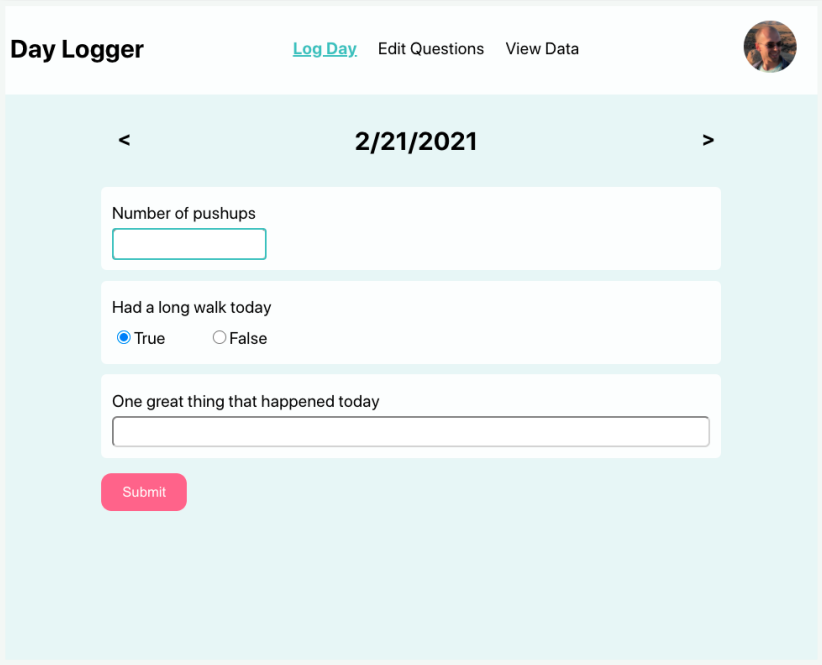 Day Logger
Log Day Edit Questions View Data
< 2/21/2021 >
Number of pushups
Had a long walk today
True False
One great thing that happened today
Submit